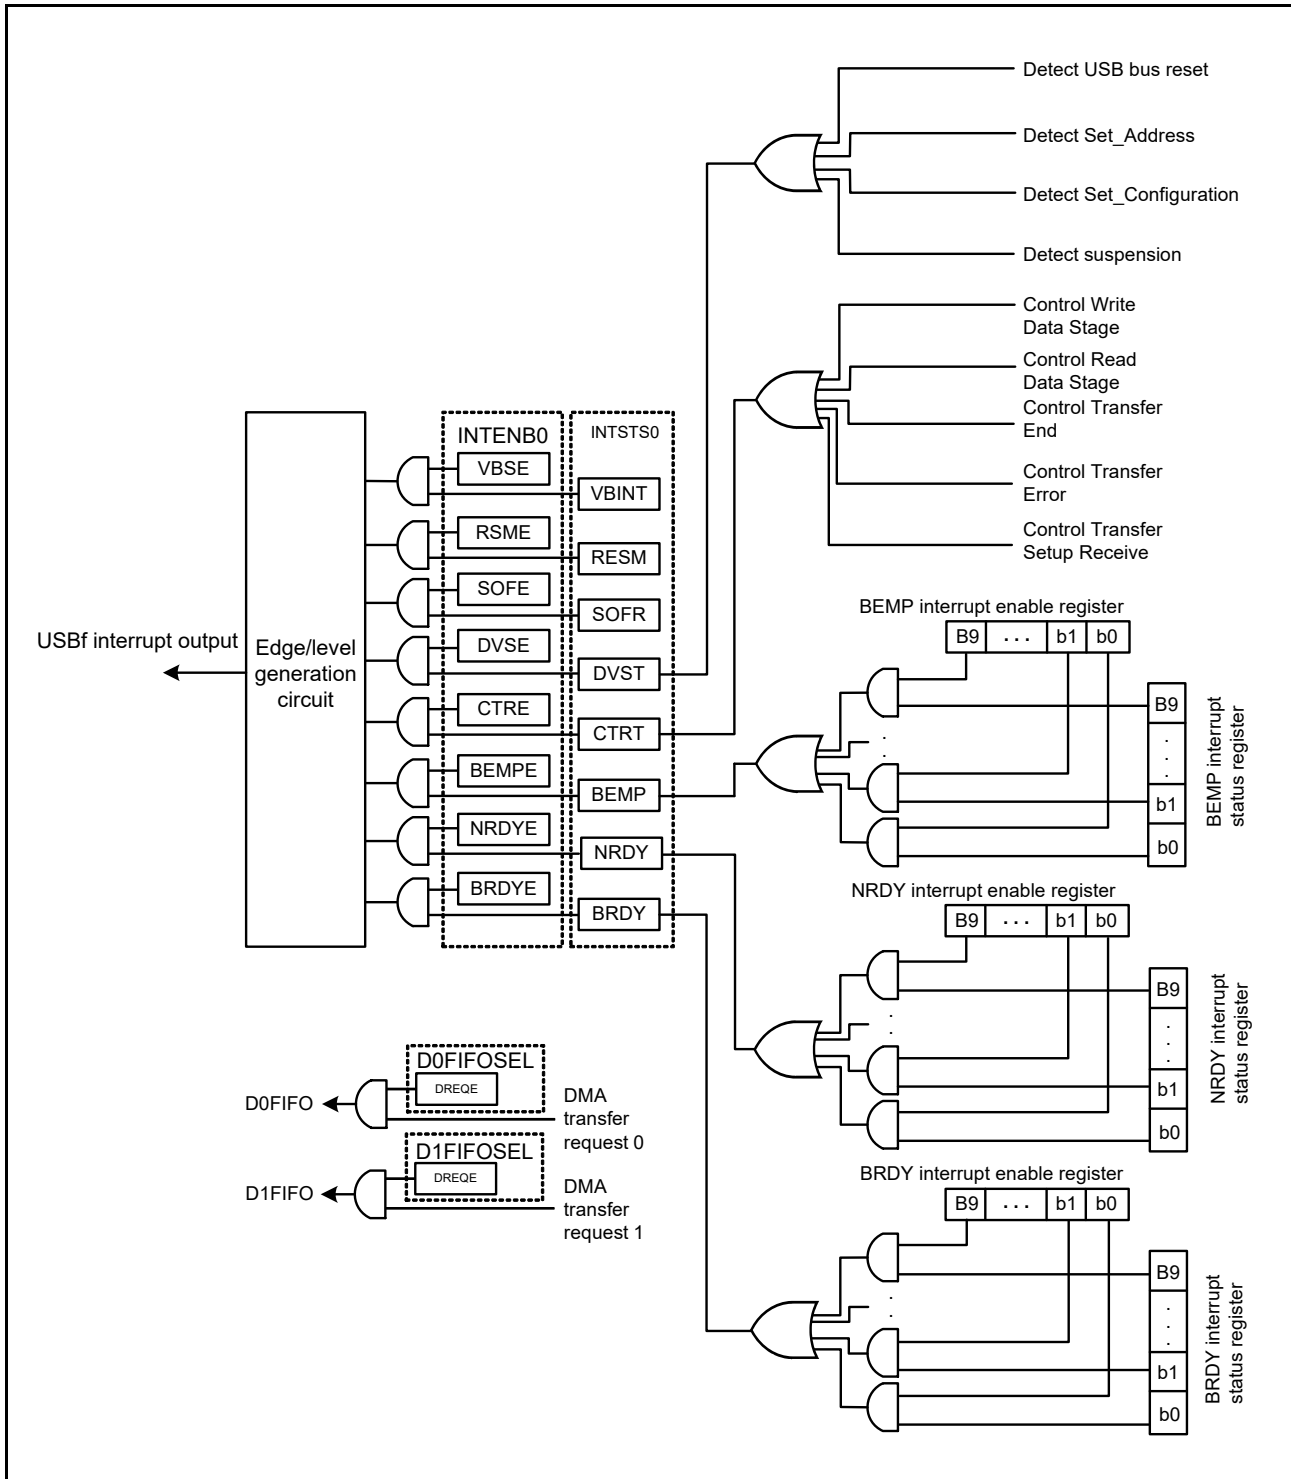 Detect USB bus reset
Detect Set_Address
Detect Set_Configuration
Detect suspension
Control Write
Data Stage
Control Read
Data Stage
Control Transfer
End
Control Transfer
Error
Control Transfer
Setup Receive
INTENB0
INTSTS0
VBSE
VBINT
RSME
RESM
SOFE
SOFR
DVSE
DVST
CTRE
CTRT
BEMPE
BEMP
NRDYE
NRDY
BRDYE
BRDY
USBf interrupt output
Edge/level
generation
circuit
BEMP interrupt enable register
B9 . . . b1 b0
B9
.
.
.
b1
b0
BEMP interrupt
status register
NRDY interrupt enable register
B9 . . . b1 b0
B9
.
.
.
b1
b0
NRDY interrupt
status register
BRDY interrupt enable register
B9 . . . b1 b0
B9
.
.
.
b1
b0
BRDY interrupt
status register
D0FIFOSEL
DREQE
D0FIFO
DMA
transfer
request 0
D1FIFOSEL
DREQE
D1FIFO
DMA
transfer
request 1